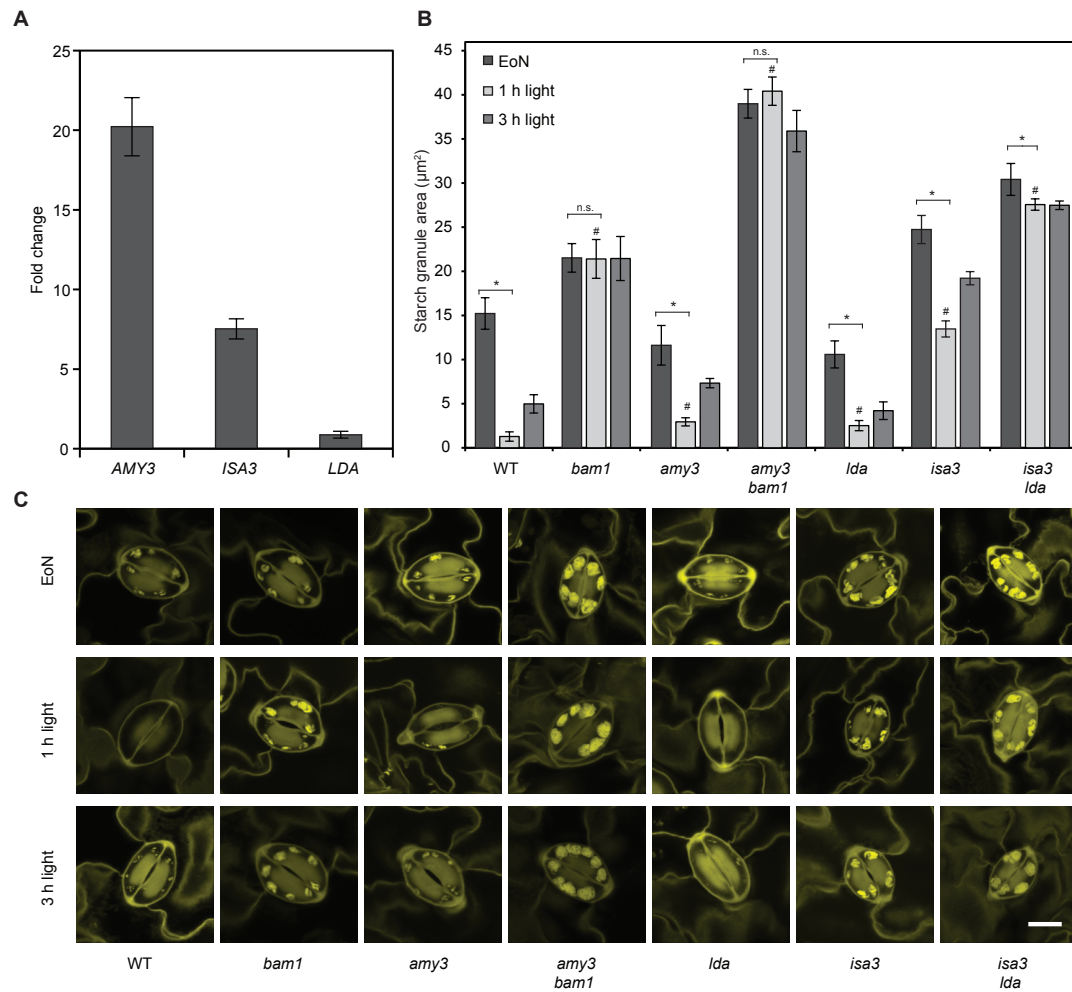 A
25
20
15
10
5
0
Fold change
AMY3
ISA3
LDA
B
45
40
35
30
25
20
15
10
5
0
Starch granule area (µm²)
EoN
1 h light
3 h light
*
n.s.
#
*
#
n.s.
#
*
#
*
#
*
#
WT
bam1
amy3
amy3
bam1
lda
isa3
isa3
lda
C
EoN
1 h light
3 h light
WT
bam1
amy3
amy3
bam1
lda
isa3
isa3
lda